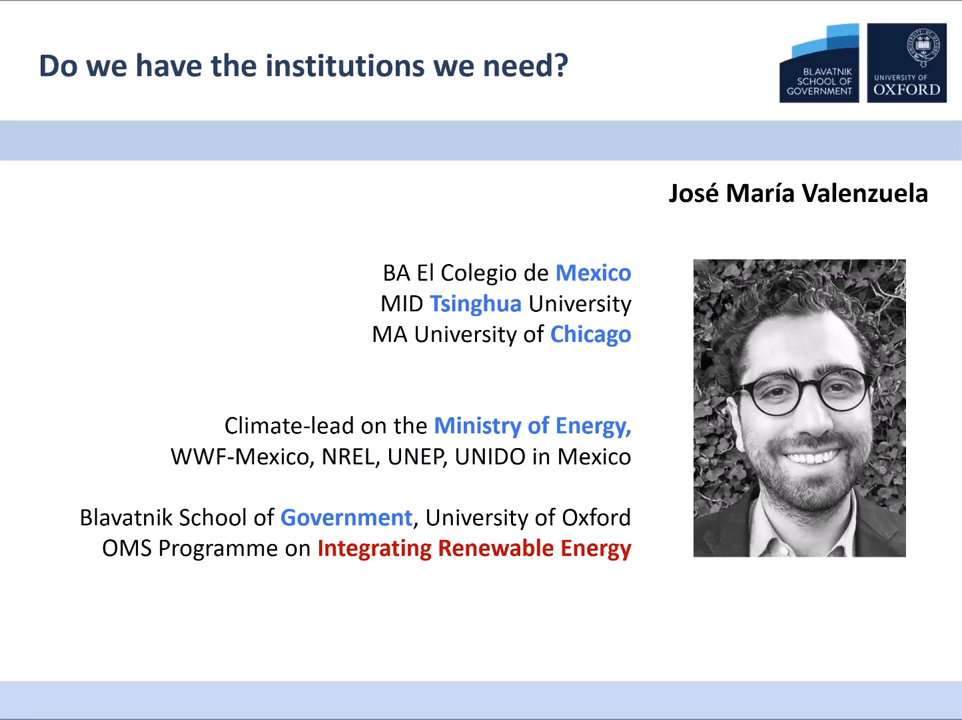 Do we have the institutions we need?
BLAVATNIK
SCHOOL OF
GOVERNMENT
UNIVERSITY OF
OXFORD
José María Valenzuela
BA El Colegio de Mexico
MID Tsinghua University
MA University of Chicago
Climate-lead on the Ministry of Energy,
WWF-Mexico, NREL, UNEP, UNIDO in Mexico
Blavatnik School of Government, University of Oxford
OMS Programme on Integrating Renewable Energy